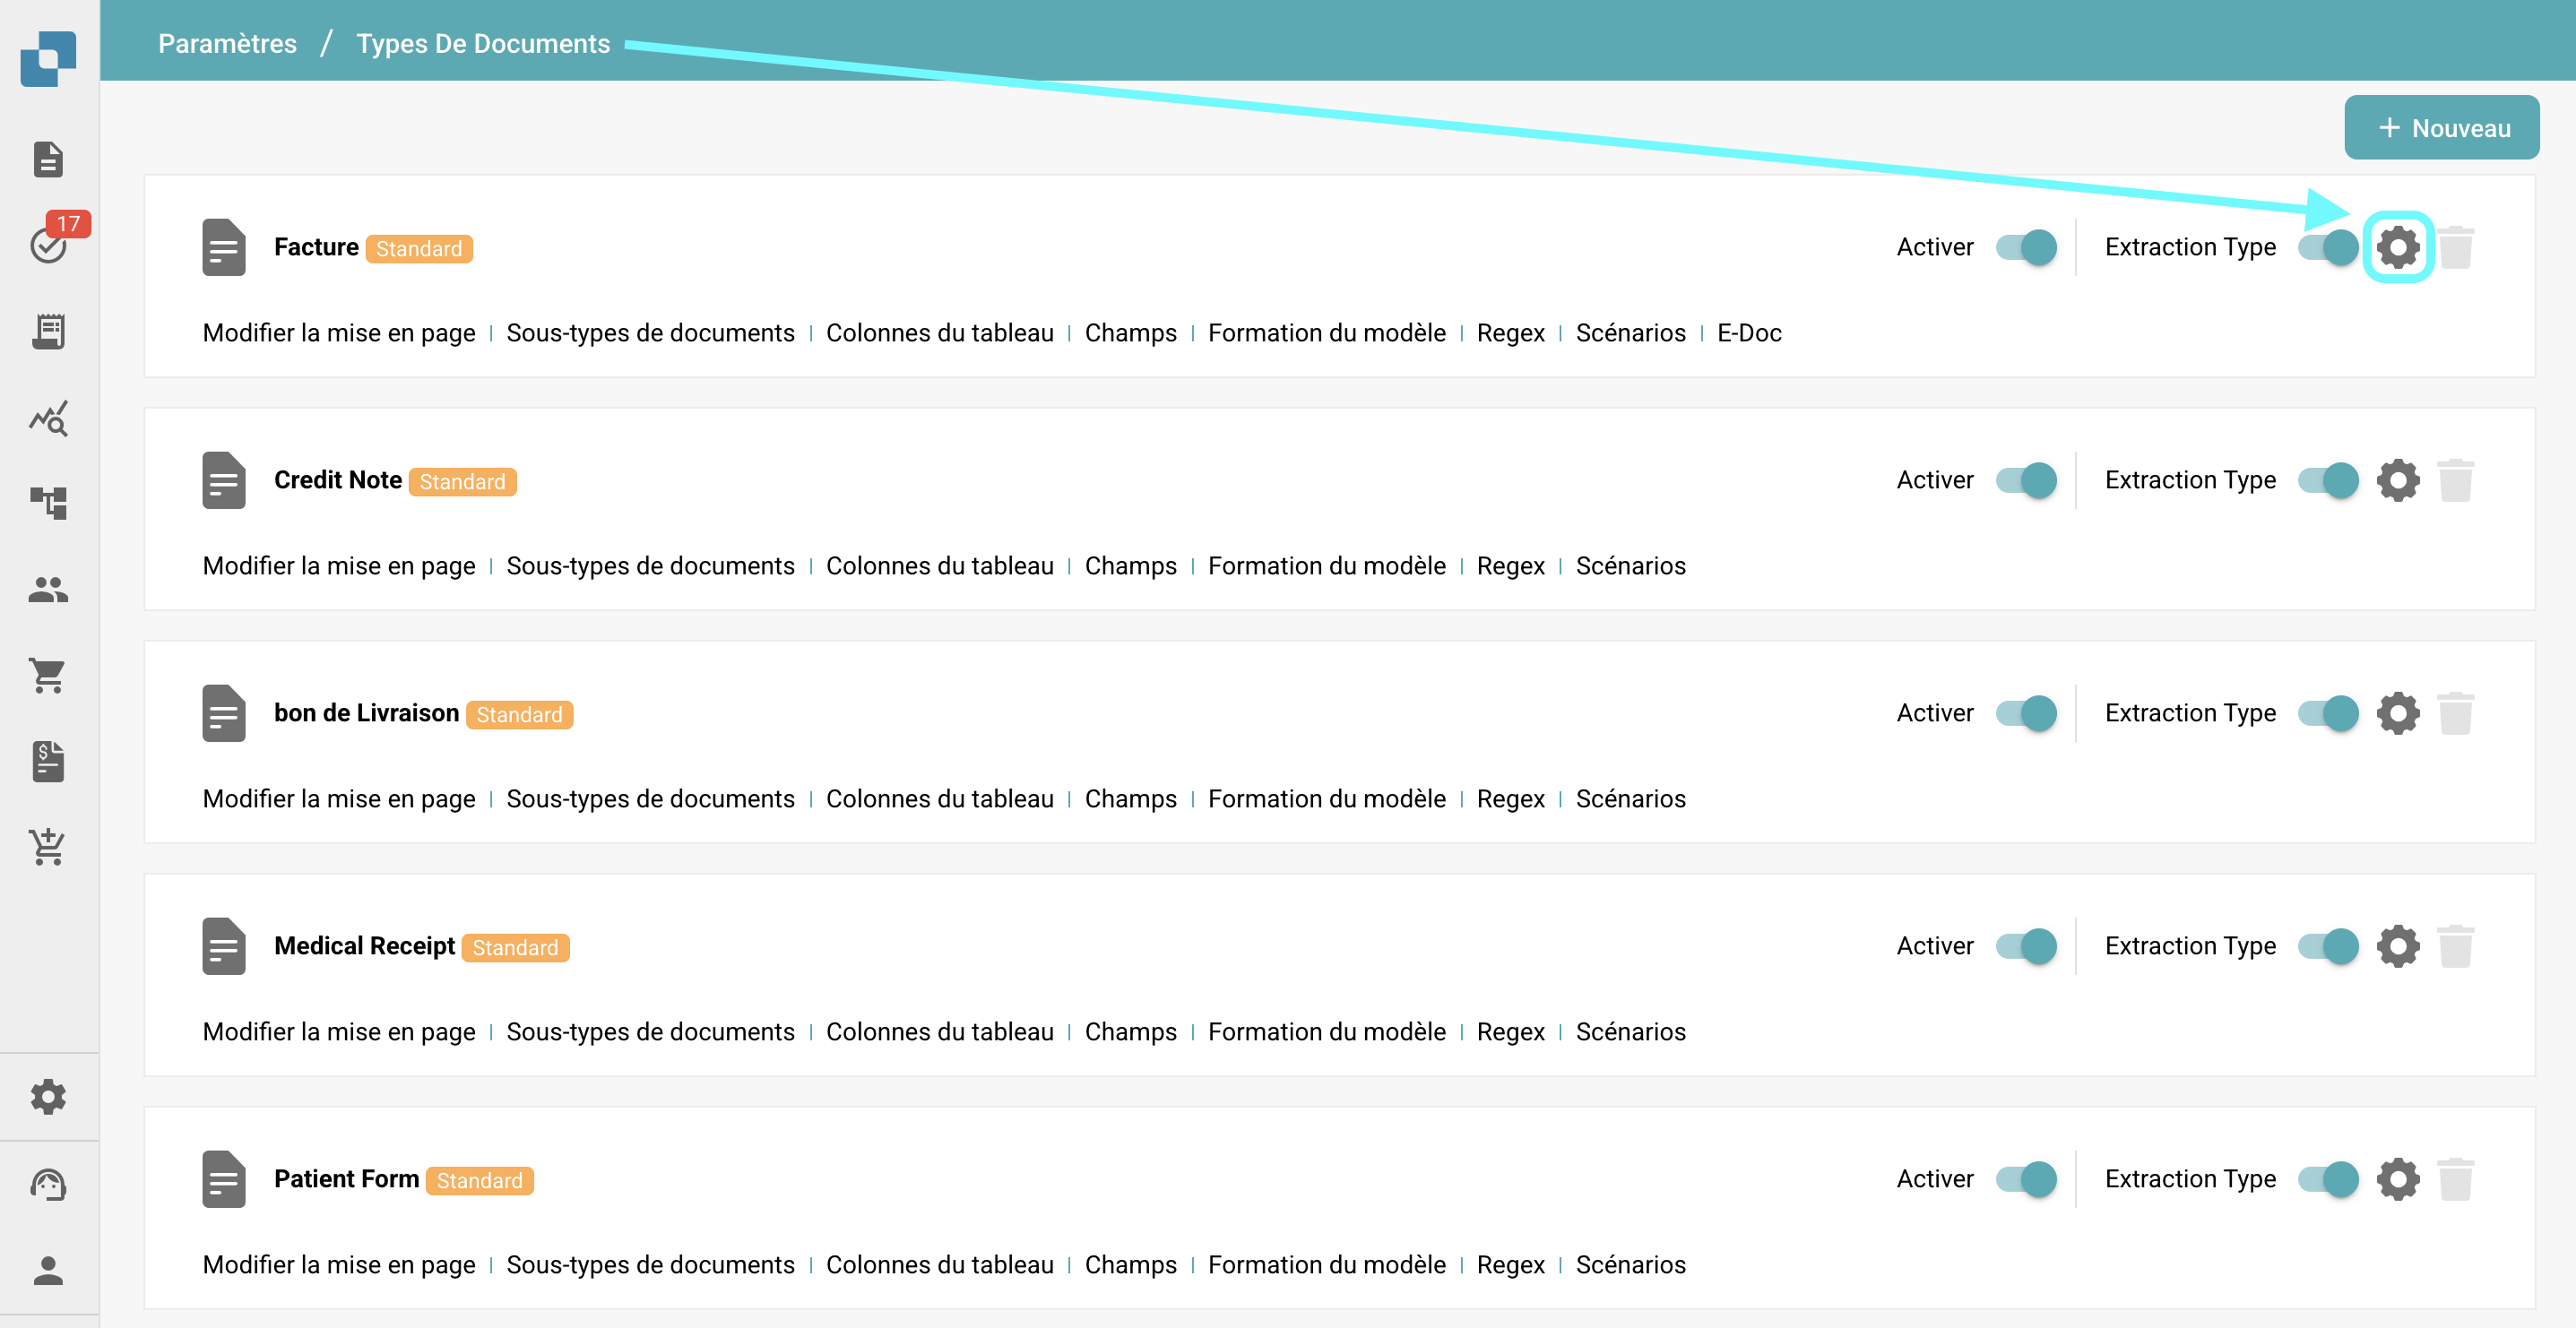 Paramètres / Types De Documents
+ Nouveau
17
Facture Standard Activer Extraction Type
Modifier la mise en page | Sous-types de documents | Colonnes du tableau | Champs | Formation du modèle | Regex | Scénarios | E-Doc
Credit Note Standard Activer Extraction Type
Modifier la mise en page | Sous-types de documents | Colonnes du tableau | Champs | Formation du modèle | Regex | Scénarios
bon de Livraison Standard Activer Extraction Type
Modifier la mise en page | Sous-types de documents | Colonnes du tableau | Champs | Formation du modèle | Regex | Scénarios
Medical Receipt Standard Activer Extraction Type
Modifier la mise en page | Sous-types de documents | Colonnes du tableau | Champs | Formation du modèle | Regex | Scénarios
Patient Form Standard Activer Extraction Type
Modifier la mise en page | Sous-types de documents | Colonnes du tableau | Champs | Formation du modèle | Regex | Scénarios